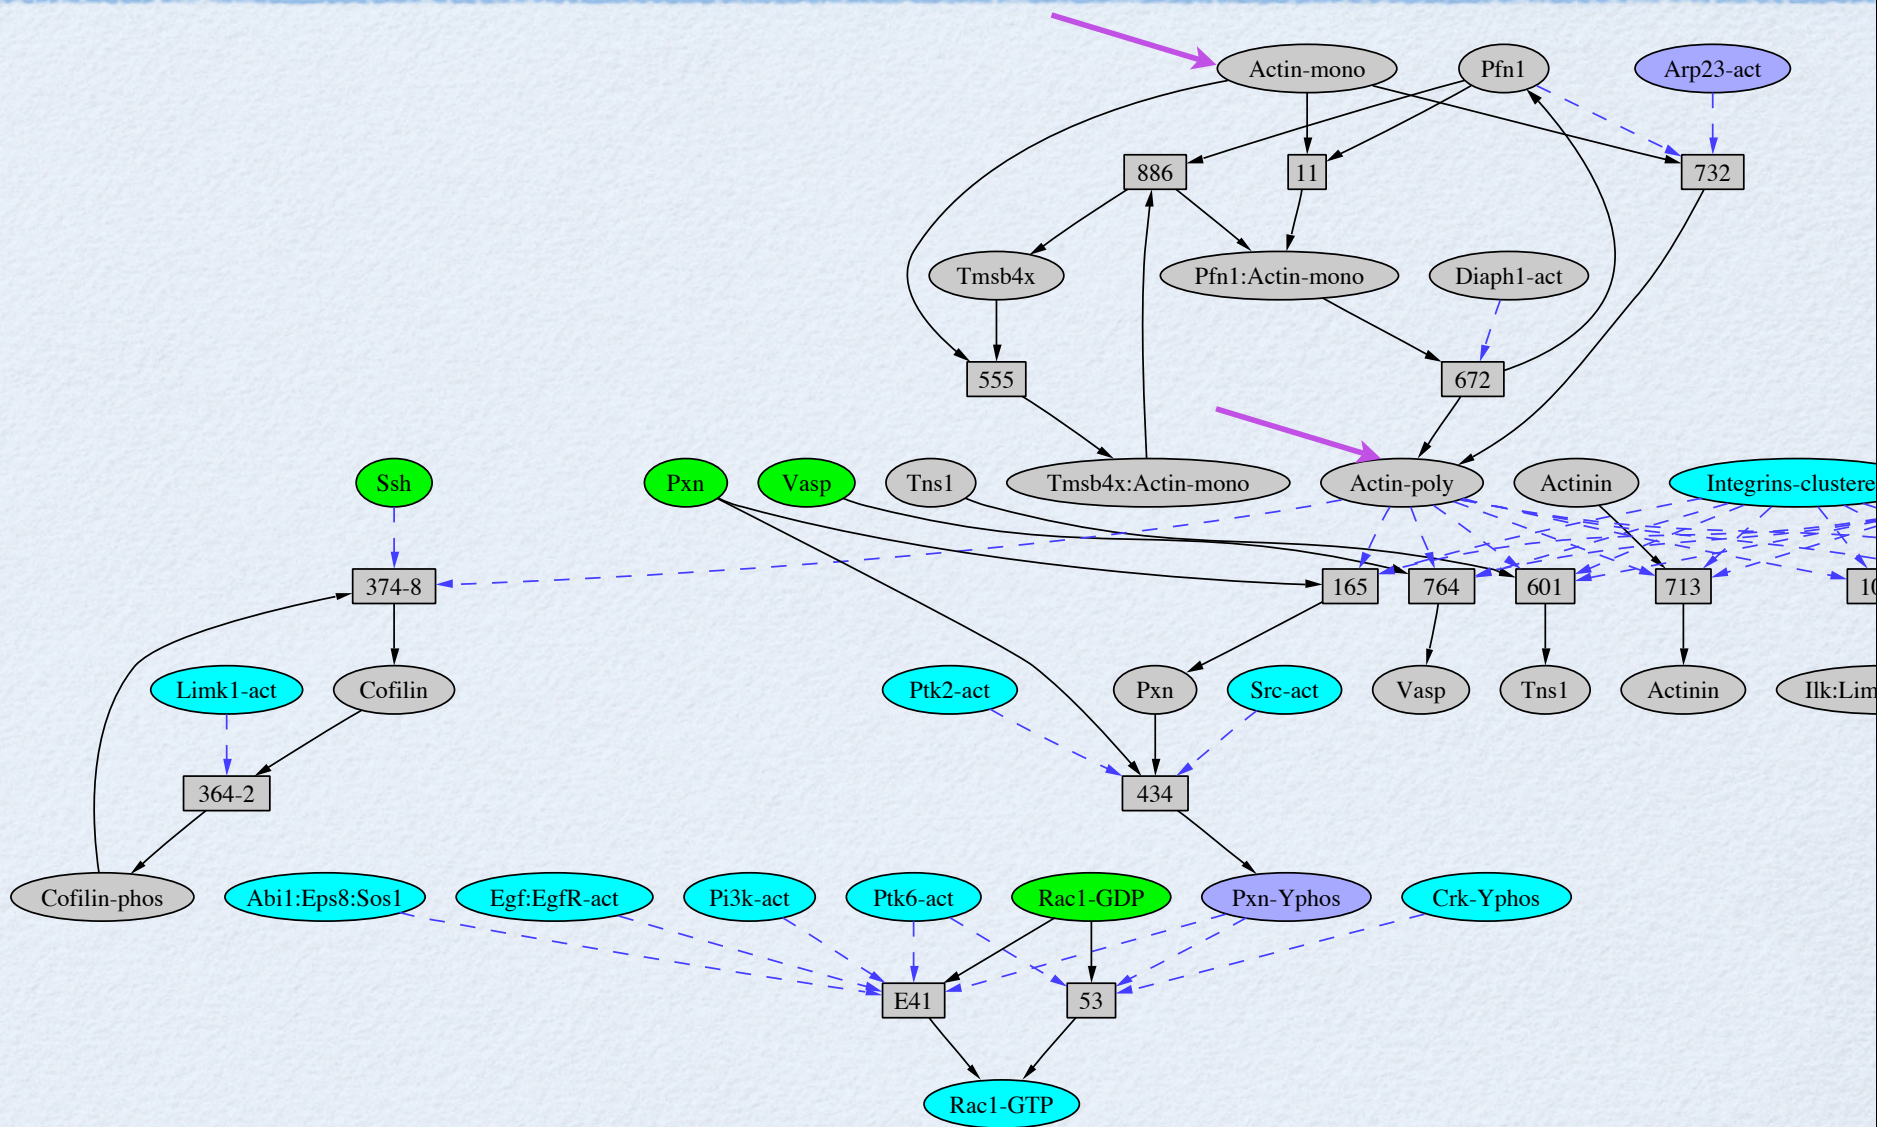 Actin-mono
Pfn1
Arp23-act
886
11
732
Tmsb4x
Pfn1:Actin-mono
Diaph1-act
555
672
Ssh
Pxn
Vasp
Tns1
Tmsb4x:Actin-mono
Actin-poly
Actinin
Integrins-clustere
374-8
165
764
601
713
10
Limk1-act
Cofilin
Ptk2-act
Pxn
Src-act
Vasp
Tns1
Actinin
Ilk:Lim
364-2
434
Cofilin-phos
Abi1:Eps8:Sos1
Egf:EgfR-act
Pi3k-act
Ptk6-act
Rac1-GDP
Pxn-Yphos
Crk-Yphos
E41
53
Rac1-GTP